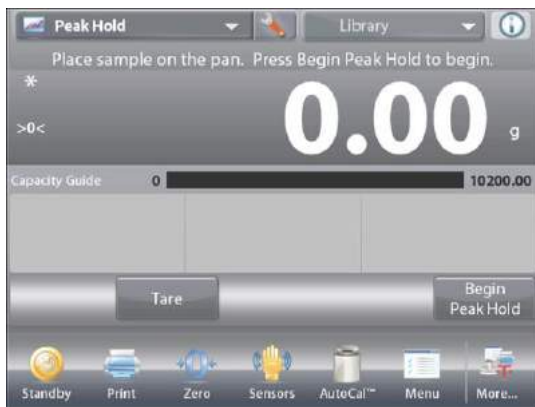 Peak Hold
Library
Place sample on the pan. Press Begin Peak Hold to begin.
*
>0<
0.00 g
Capacity Guide 0 10200.00
Tare
Begin
Peak Hold
Standby Print Zero Sensors AutoCal™ Menu More...